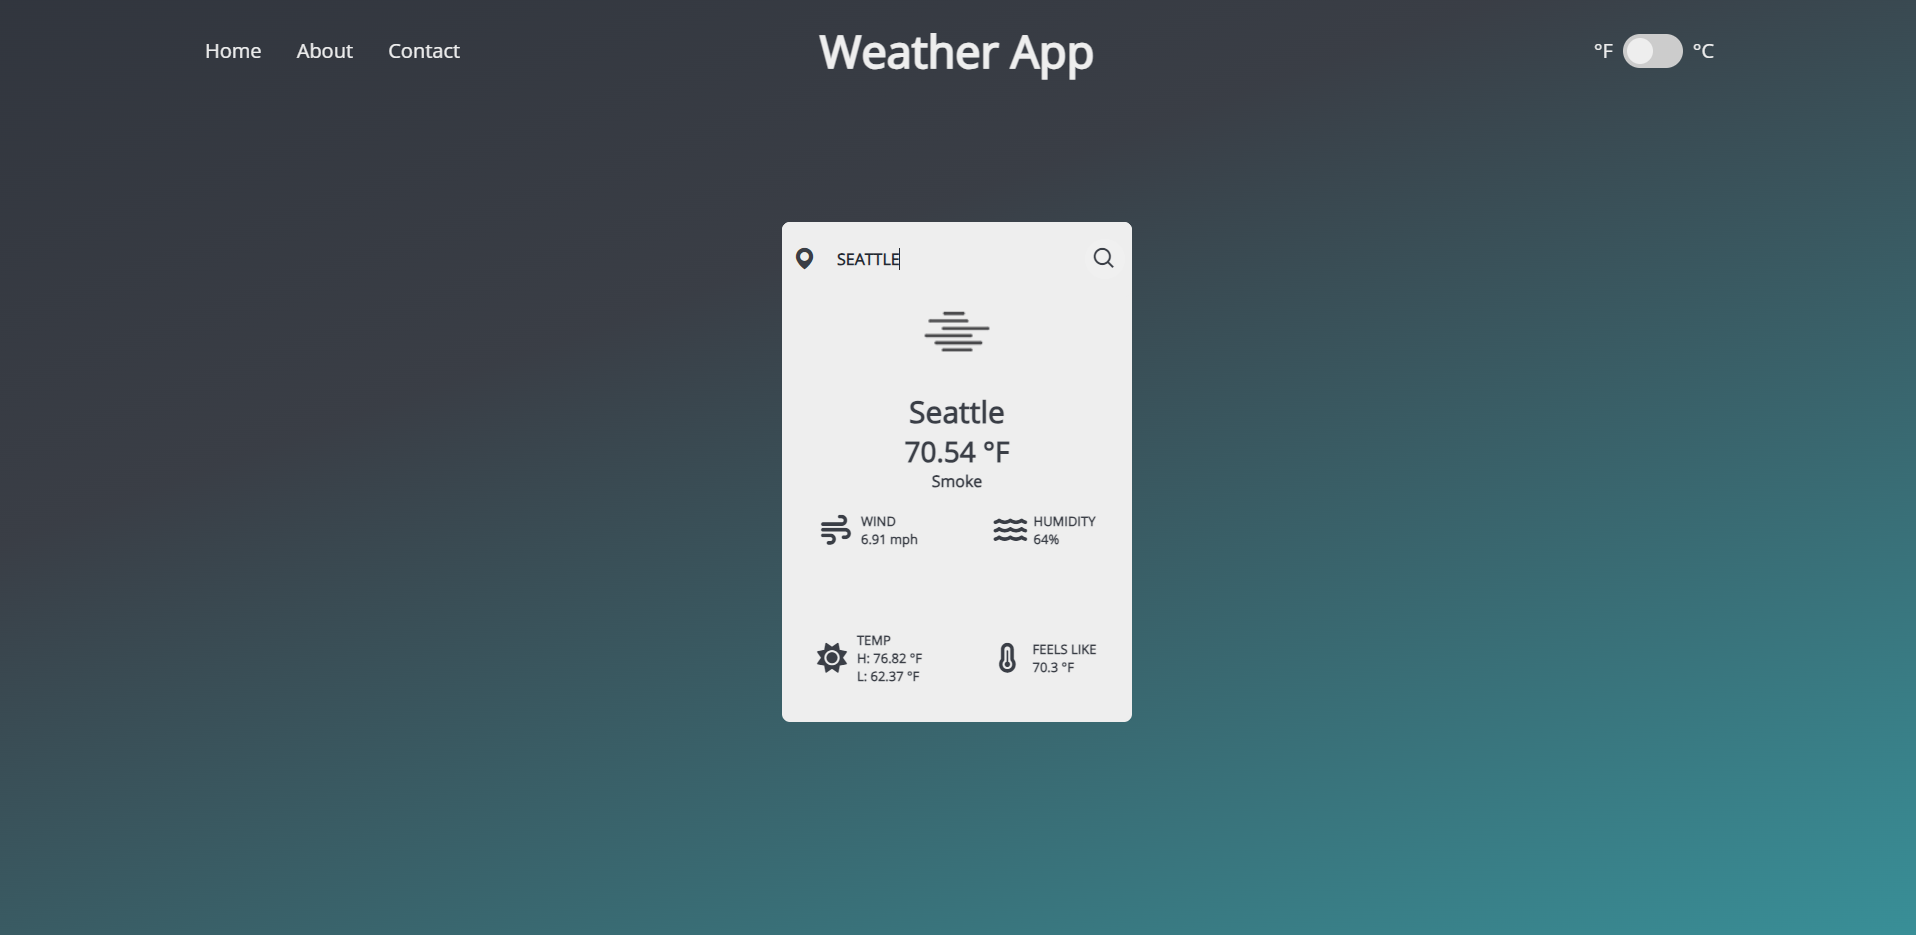 Home About Contact
Weather App
°F °C
SEATTLE
Seattle
70.54 °F
Smoke
WIND
6.91 mph
HUMIDITY
64%
TEMP
H: 76.82 °F
L: 62.37 °F
FEELS LIKE
70.3 °F